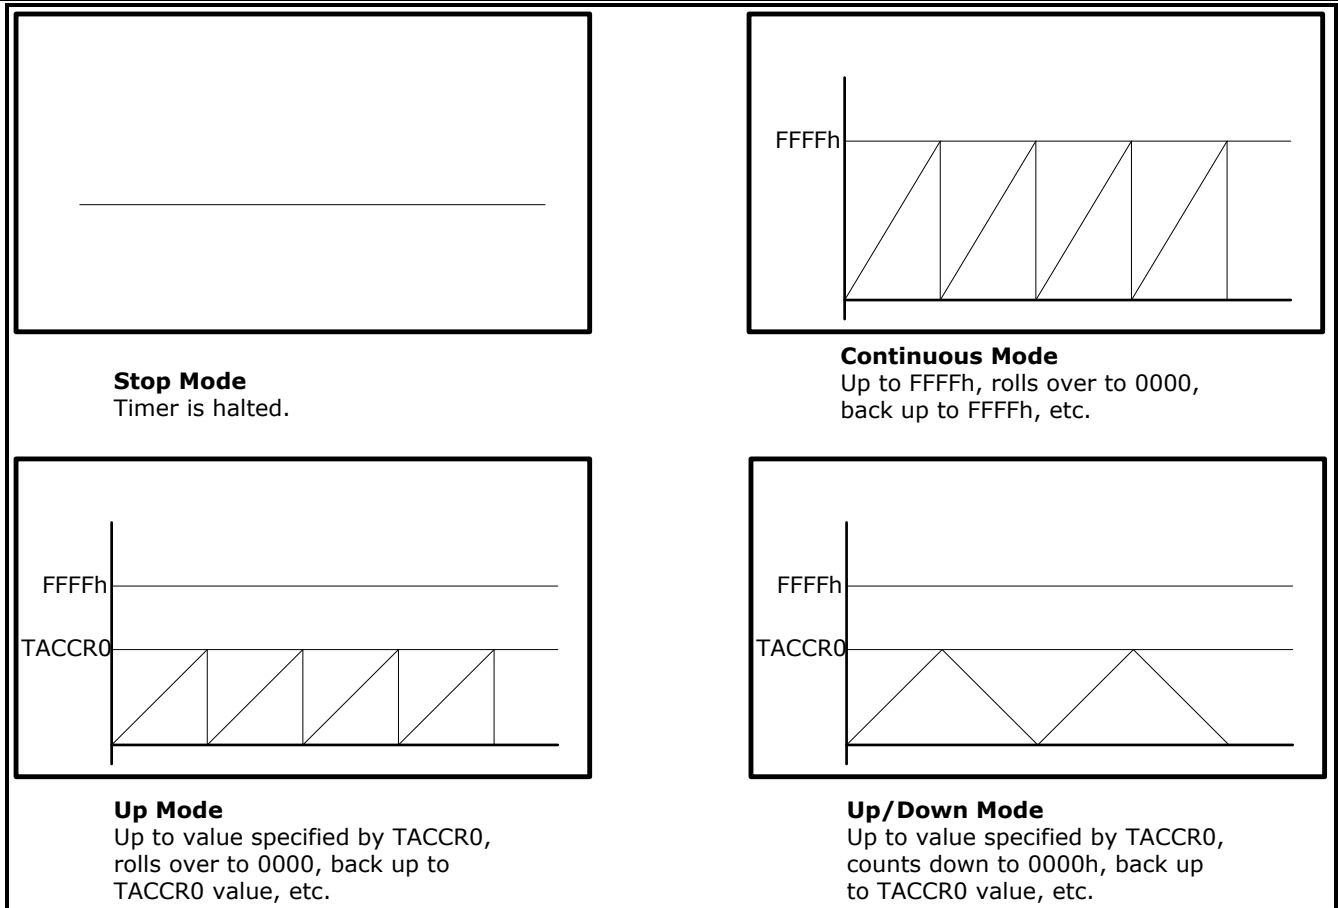 Stop Mode
Timer is halted.
FFFFh
Continuous Mode
Up to FFFFh, rolls over to 0000,
back up to FFFFh, etc.
FFFFh
TACCR0
Up Mode
Up to value specified by TACCR0,
rolls over to 0000, back up to
TACCR0 value, etc.
FFFFh
TACCR0
Up/Down Mode
Up to value specified by TACCR0,
counts down to 0000h, back up
to TACCR0 value, etc.